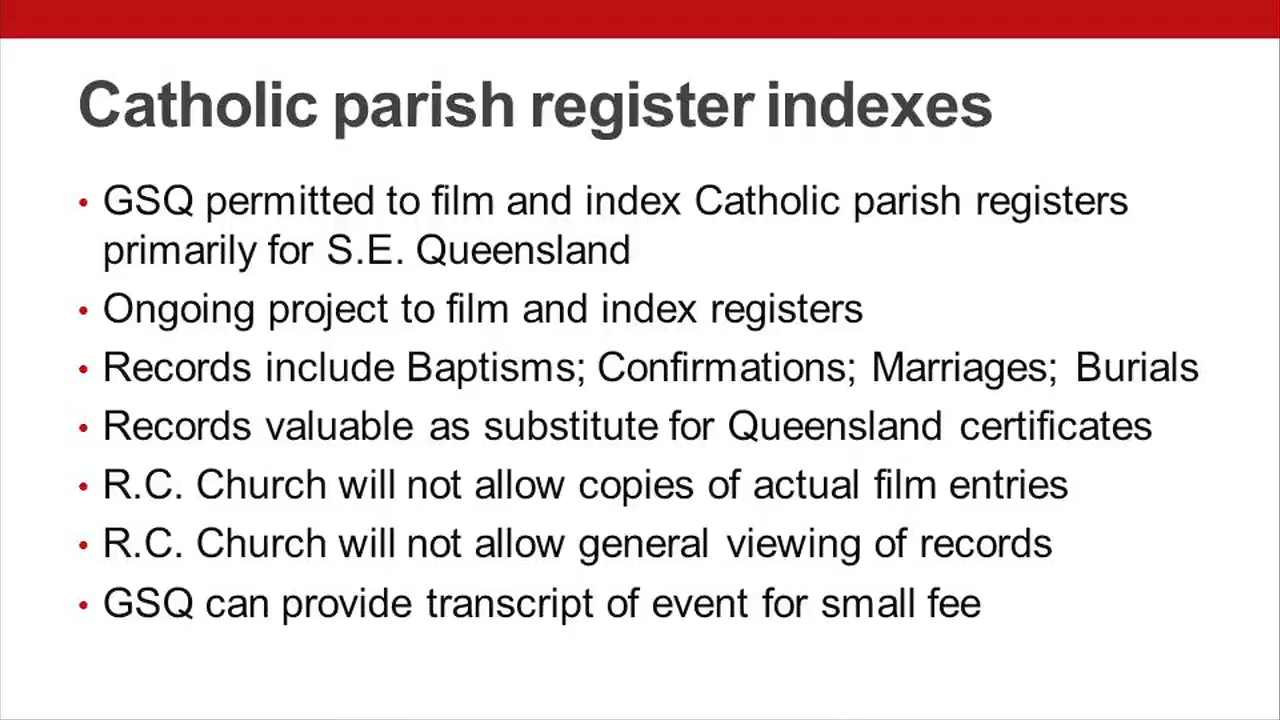 Catholic parish register indexes
• GSQ permitted to film and index Catholic parish registers
primarily for S.E. Queensland
• Ongoing project to film and index registers
• Records include Baptisms; Confirmations; Marriages; Burials
• Records valuable as substitute for Queensland certificates
• R.C. Church will not allow copies of actual film entries
• R.C. Church will not allow general viewing of records
• GSQ can provide transcript of event for small fee